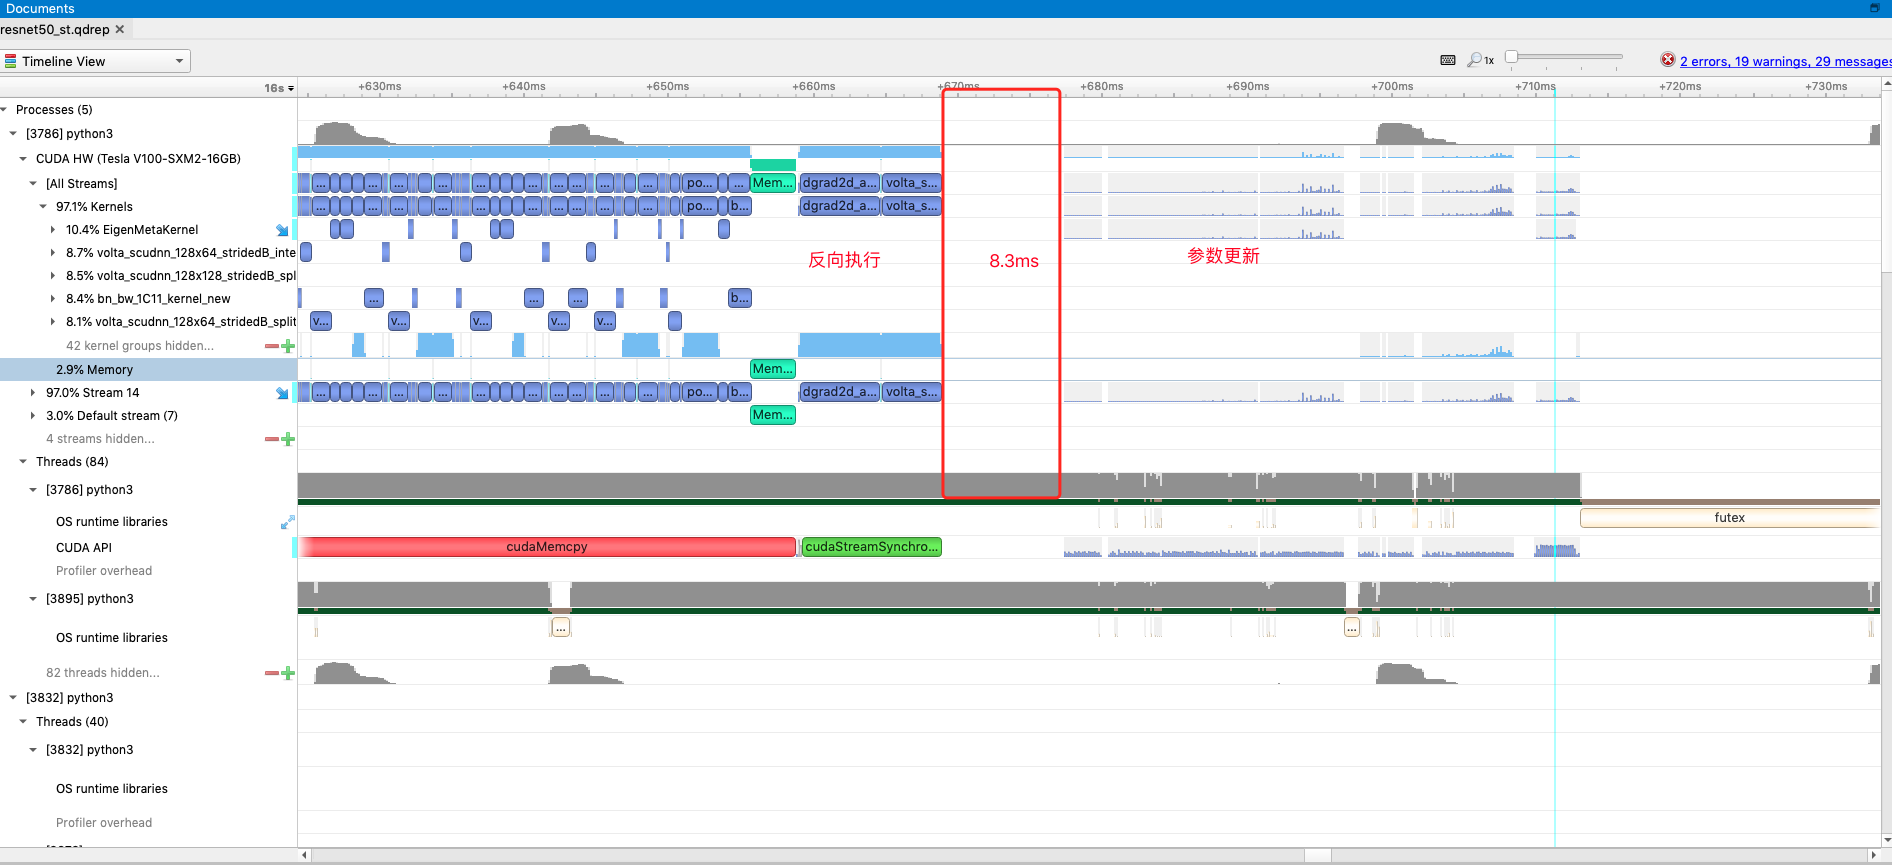 Documents
resnet50_st.qdrep
Timeline View
1x
2 errors, 19 warnings, 29 messages
16s
+630ms +640ms +650ms +660ms +670ms +680ms +690ms +700ms +710ms +720ms +730ms
Processes (5)
[3786] python3
CUDA HW (Tesla V100-SXM2-16GB)
[All Streams]
... ... ... ... ... ... ... ... ... po... ... Mem... dgrad2d_a... volta_s...
97.1% Kernels
... ... ... ... ... ... ... ... ... po... b... dgrad2d_a... volta_s...
10.4% EigenMetaKernel
8.7% volta_scudnn_128x64_stridedB_inte
反向执行 8.3ms 参数更新
8.5% volta_scudnn_128x128_stridedB_spl
8.4% bn_bw_1C11_kernel_new
... ... ... b...
8.1% volta_scudnn_128x64_stridedB_split
v... v... v... v... v...
42 kernel groups hidden...
2.9% Memory
Mem...
97.0% Stream 14
... ... ... ... ... ... ... ... ... po... b... dgrad2d_a... volta_s...
3.0% Default stream (7)
Mem...
4 streams hidden...
Threads (84)
[3786] python3
OS runtime libraries
futex
CUDA API
cudaMemcpy cudaStreamSynchro...
Profiler overhead
[3895] python3
OS runtime libraries
... ...
82 threads hidden...
[3832] python3
Threads (40)
[3832] python3
OS runtime libraries
Profiler overhead